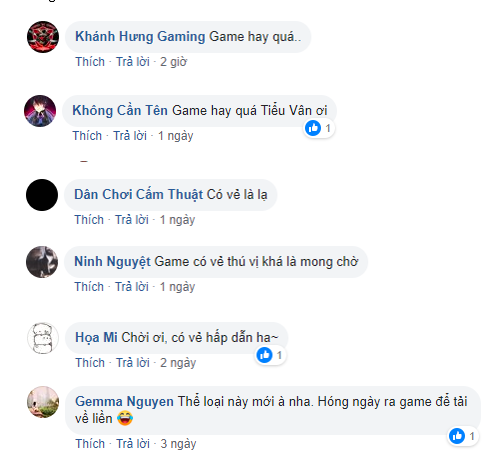 Khánh Hưng Gaming Game hay quá..
Thích · Trả lời · 2 giờ
Không Cần Tên Game hay quá Tiểu Vân ơi
1
Thích · Trả lời · 1 ngày
Dân Chơi Cấm Thuật Có vẻ là lạ
Thích · Trả lời · 1 ngày
Ninh Nguyệt Game có vẻ thú vị khá là mong chờ
Thích · Trả lời · 1 ngày
Họa Mi Chời ơi, có vẻ hấp dẫn ha~
1
Thích · Trả lời · 2 ngày
Gemma Nguyen Thể loại này mới à nha. Hóng ngày ra game để tải
về liền 😂
1
Thích · Trả lời · 3 ngày